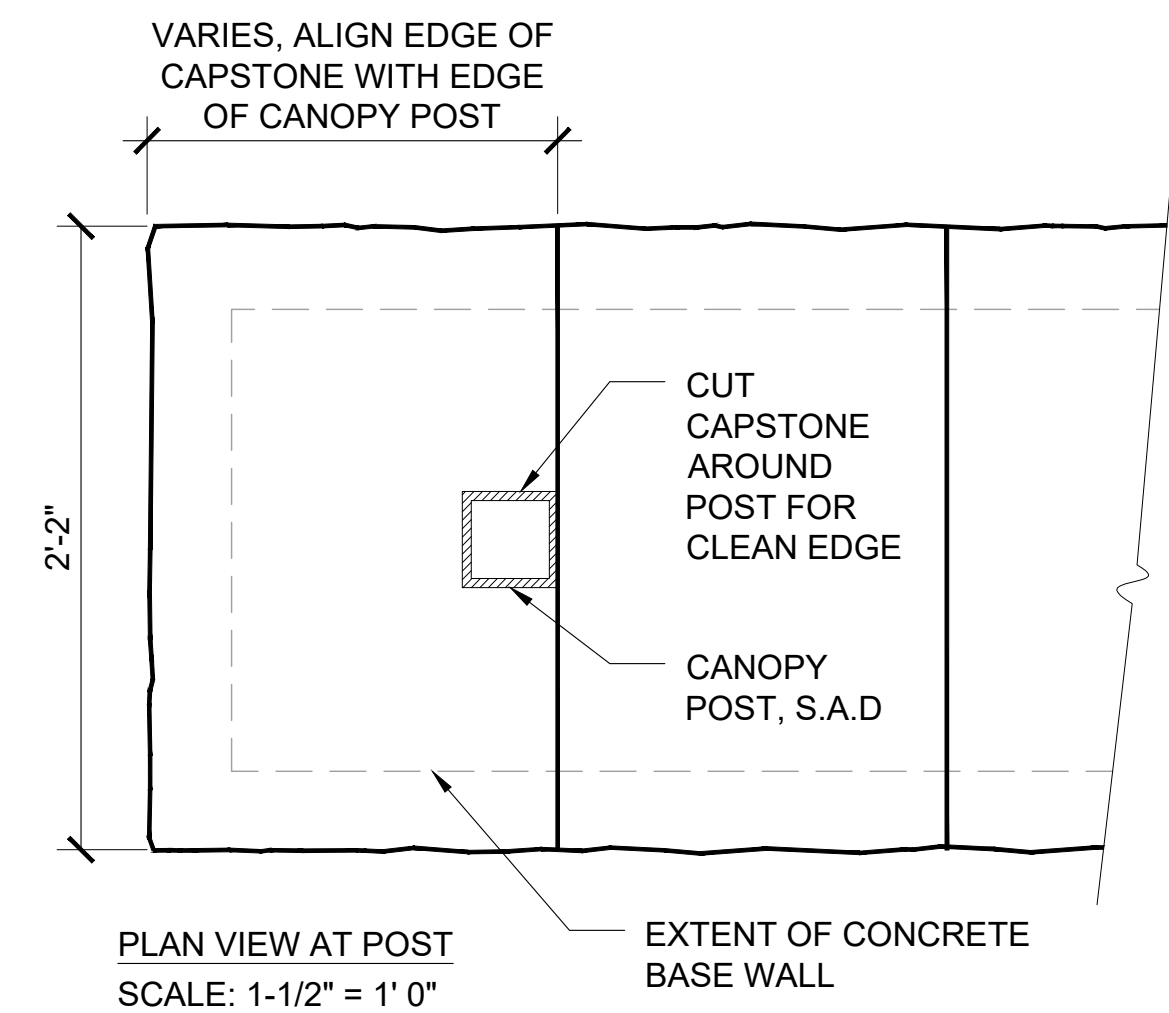 VARIES, ALIGN EDGE OF
CAPSTONE WITH EDGE
OF CANOPY POST
2'-2"
CUT
CAPSTONE
AROUND
POST FOR
CLEAN EDGE
CANOPY
POST, S.A.D
EXTENT OF CONCRETE
BASE WALL
PLAN VIEW AT POST
SCALE: 1-1/2" = 1' 0"